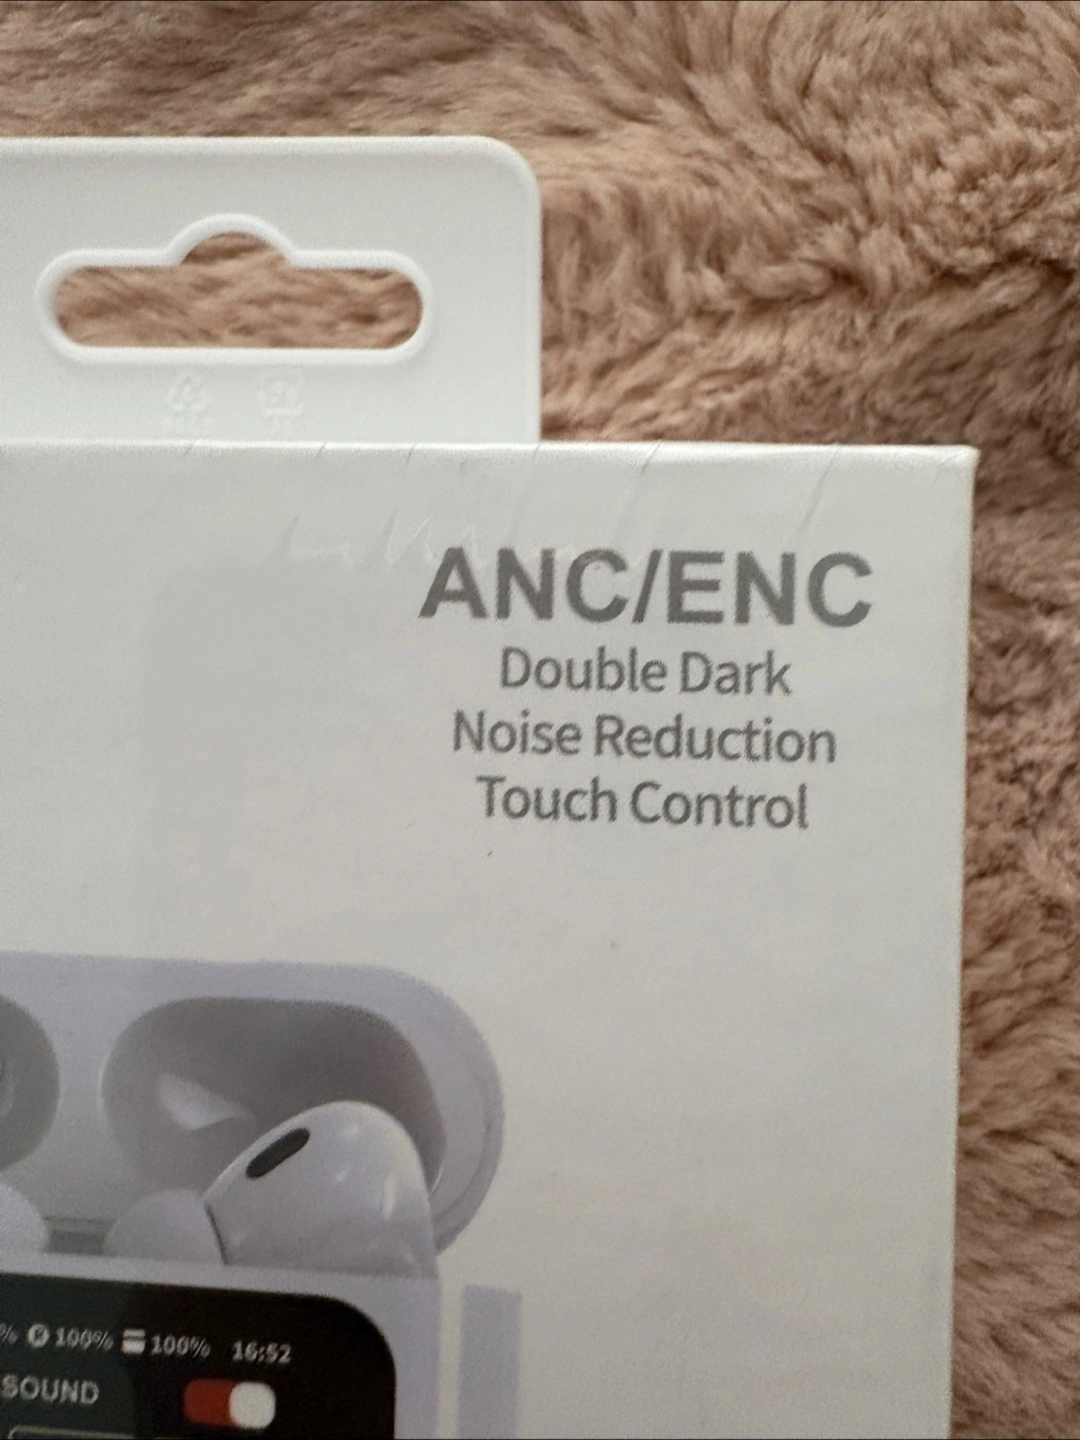 ANC/ENC
Double Dark
Noise Reduction
Touch Control
% 100% 100% 16:52
SOUND